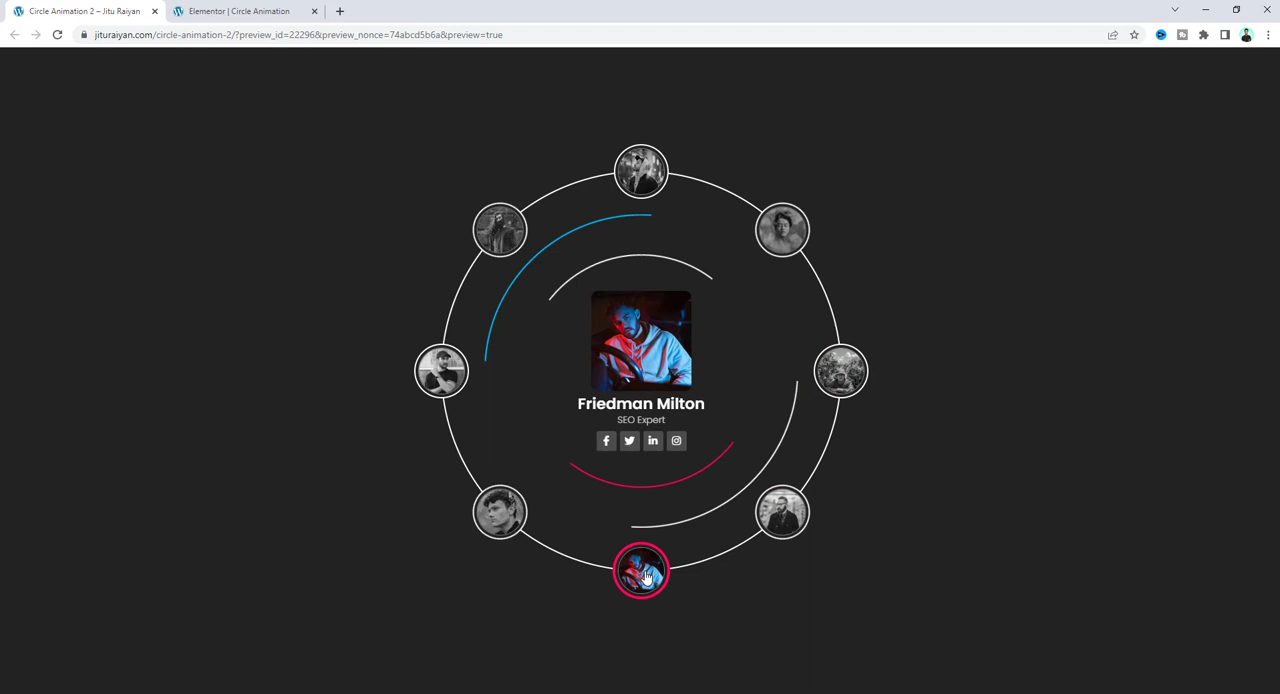 Circle Animation 2 – Jitu Raiyan
Elementor | Circle Animation
jituraiyan.com/circle-animation-2/?preview_id=22296&preview_nonce=74abcd5b6a&preview=true
Friedman Milton
SEO Expert